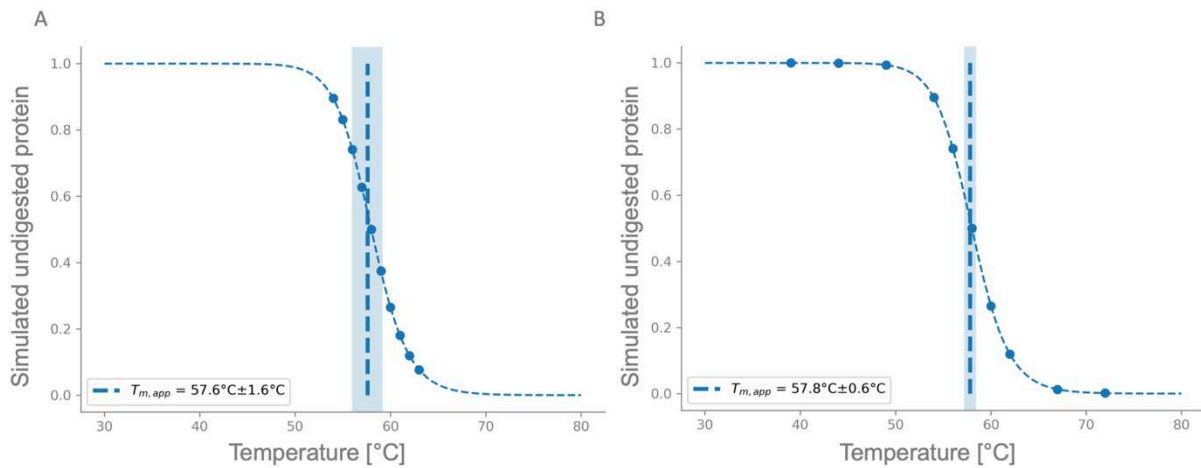 A
Simulated undigested protein
1.0
0.8
0.6
0.4
0.2
0.0
T_m,app = 57.6°C±1.6°C
30 40 50 60 70 80
Temperature [°C]
B
Simulated undigested protein
1.0
0.8
0.6
0.4
0.2
0.0
T_m,app = 57.8°C±0.6°C
30 40 50 60 70 80
Temperature [°C]